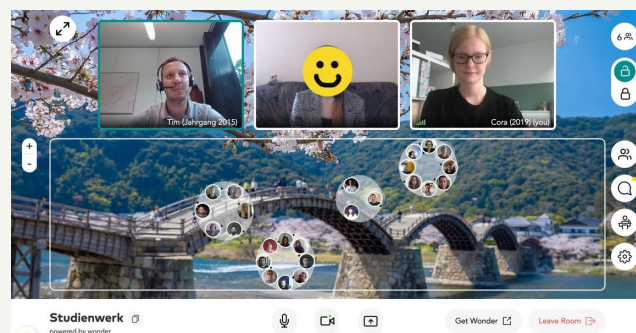 6
Tim (Jahrgang 2015)
Cora (2019) (you)
+
-
Studienwerk
powered by wonder
Get Wonder
Leave Room